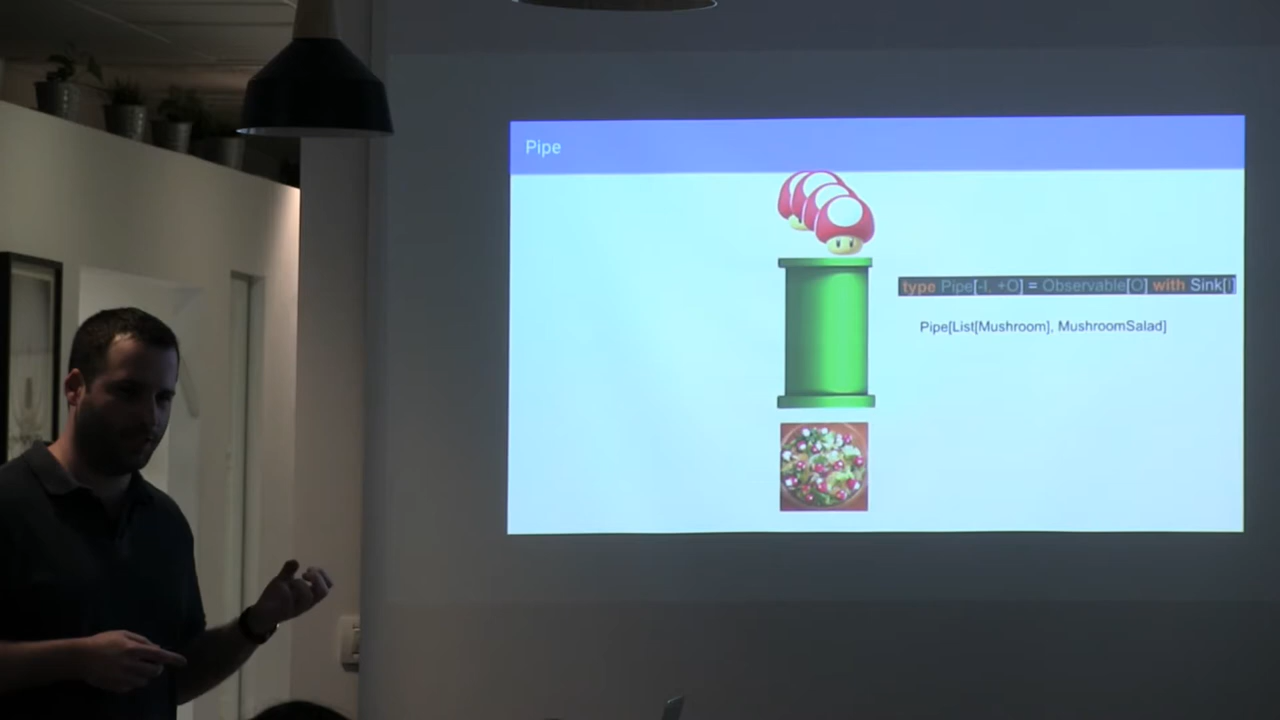 Pipe
type Pipe[-I, +O] = Observable[O] with Sink[I]
Pipe[List[Mushroom], MushroomSalad]